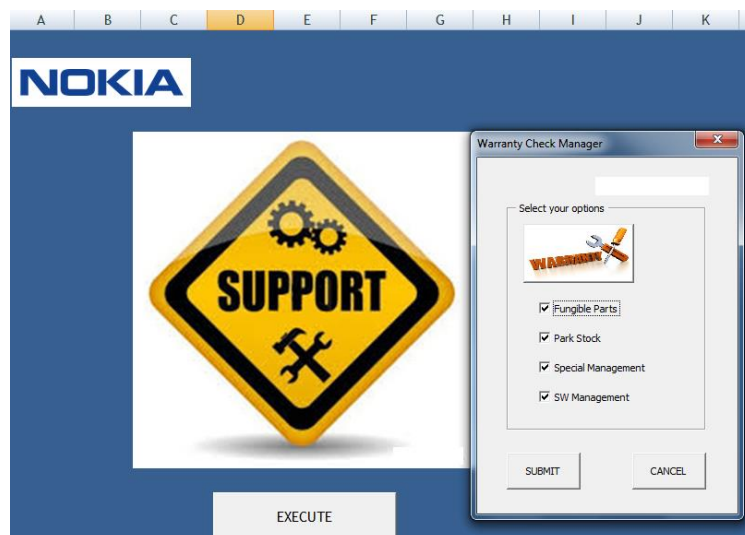 A B C D E F G H I J K
NOKIA
Warranty Check Manager
Select your options
WARRANTY
SUPPORT
Fungible Parts
Park Stock
Special Management
SW Management
SUBMIT CANCEL
EXECUTE